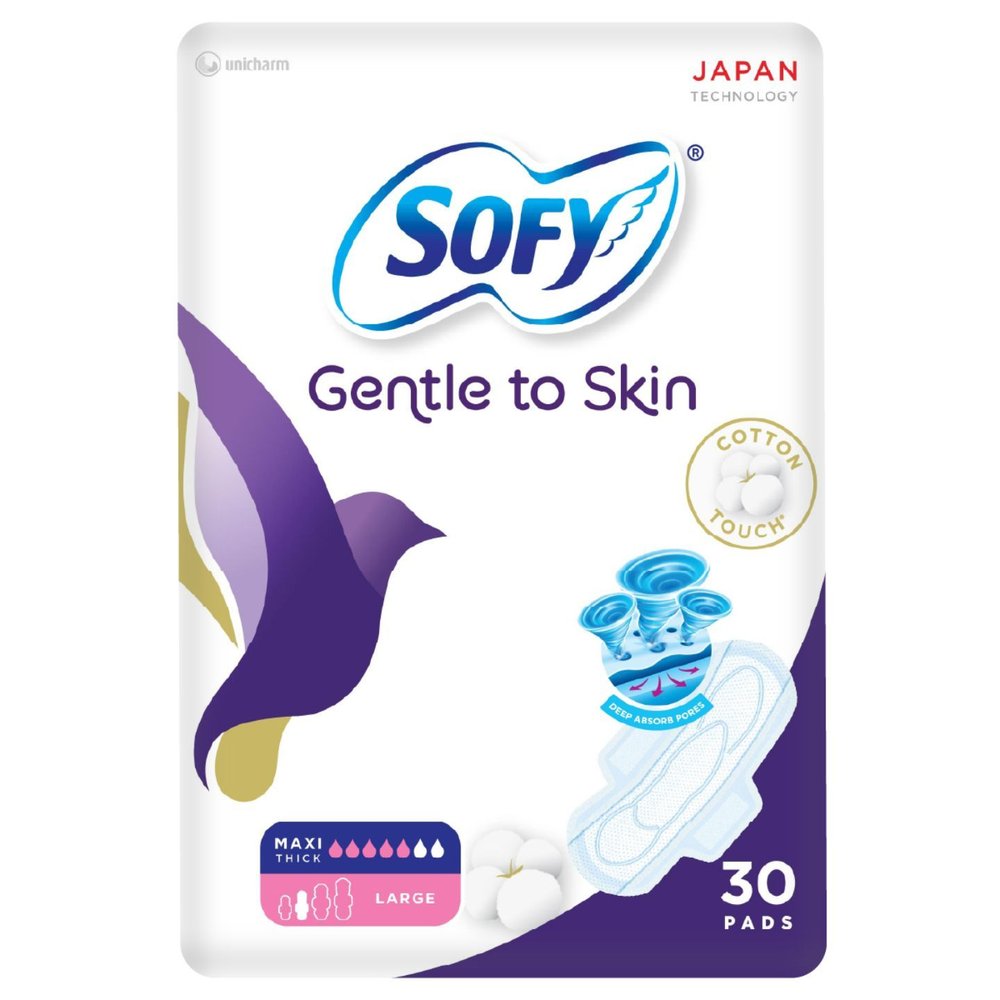 unicharm
JAPAN
TECHNOLOGY
SOFY®
Gentle to Skin
COTTON
TOUCH®
DEEP ABSORB PORES
MAXI
THICK
LARGE
30
PADS